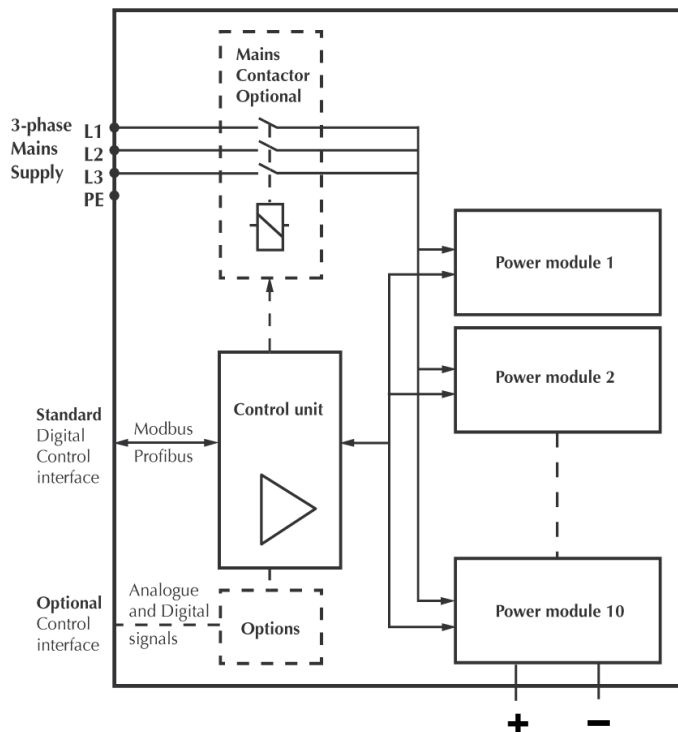 Mains
Contactor
Optional
3-phase
Mains
Supply
L1
L2
L3
PE
Power module 1
Power module 2
Control unit
Standard
Digital
Control
interface
Modbus
Profibus
Power module 10
Optional
Control
interface
Analogue
and Digital
signals
Options
+
−